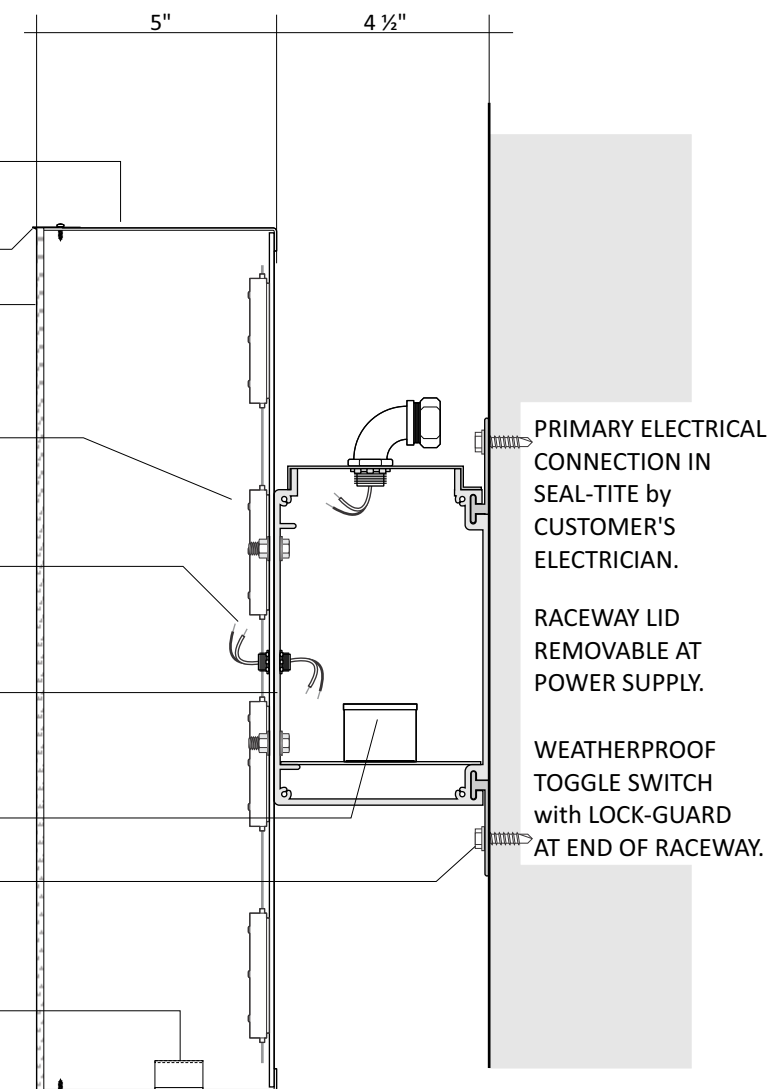 5" 4 ½"
PRIMARY ELECTRICAL
CONNECTION IN
SEAL-TITE by
CUSTOMER'S
ELECTRICIAN.
RACEWAY LID
REMOVABLE AT
POWER SUPPLY.
WEATHERPROOF
TOGGLE SWITCH
with LOCK-GUARD
AT END OF RACEWAY.